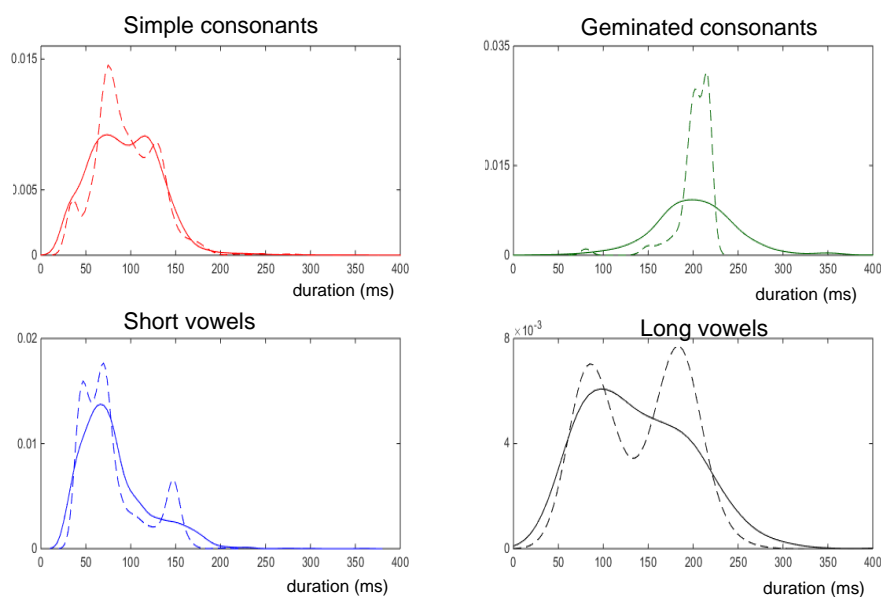 Simple consonants
0.015
0.005
0
0 50 100 150 200 250 300 350 400
duration (ms)
Geminated consonants
0.035
0.015
0
0 50 100 150 200 250 300 350 400
duration (ms)
Short vowels
0.02
0.01
0
0 50 100 150 200 250 300 350 400
duration (ms)
Long vowels
8 ×10⁻³
4
0
0 50 100 150 200 250 300 350 400
duration (ms)